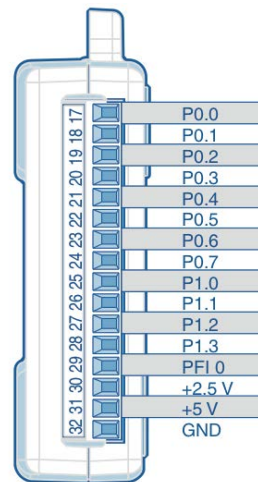 17 P0.0
18 P0.1
19 P0.2
20 P0.3
21 P0.4
22 P0.5
23 P0.6
24 P0.7
25 P1.0
26 P1.1
27 P1.2
28 P1.3
29 PFI 0
30 +2.5 V
31 +5 V
32 GND